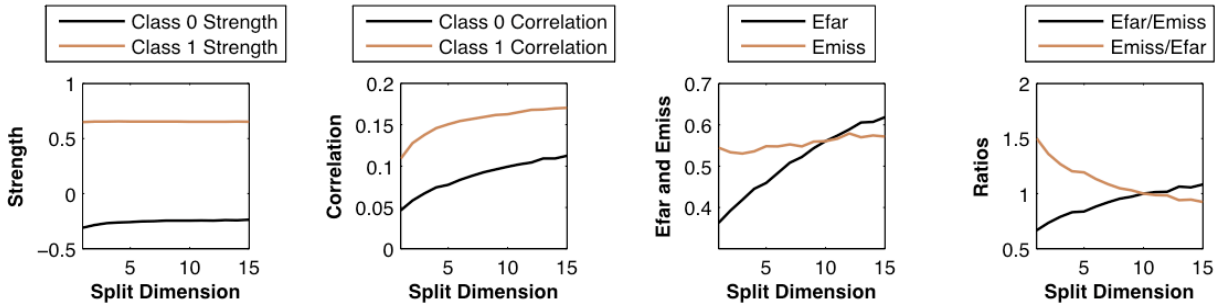 Class 0 Strength
Class 1 Strength
1
0.5
0
−0.5
Strength
5
10
15
Split Dimension
Class 0 Correlation
Class 1 Correlation
0.2
0.15
0.1
0.05
0
Correlation
5
10
15
Split Dimension
Efar
Emiss
0.7
0.6
0.5
0.4
Efar and Emiss
5
10
15
Split Dimension
Efar/Emiss
Emiss/Efar
2
1.5
1
0.5
Ratios
5
10
15
Split Dimension